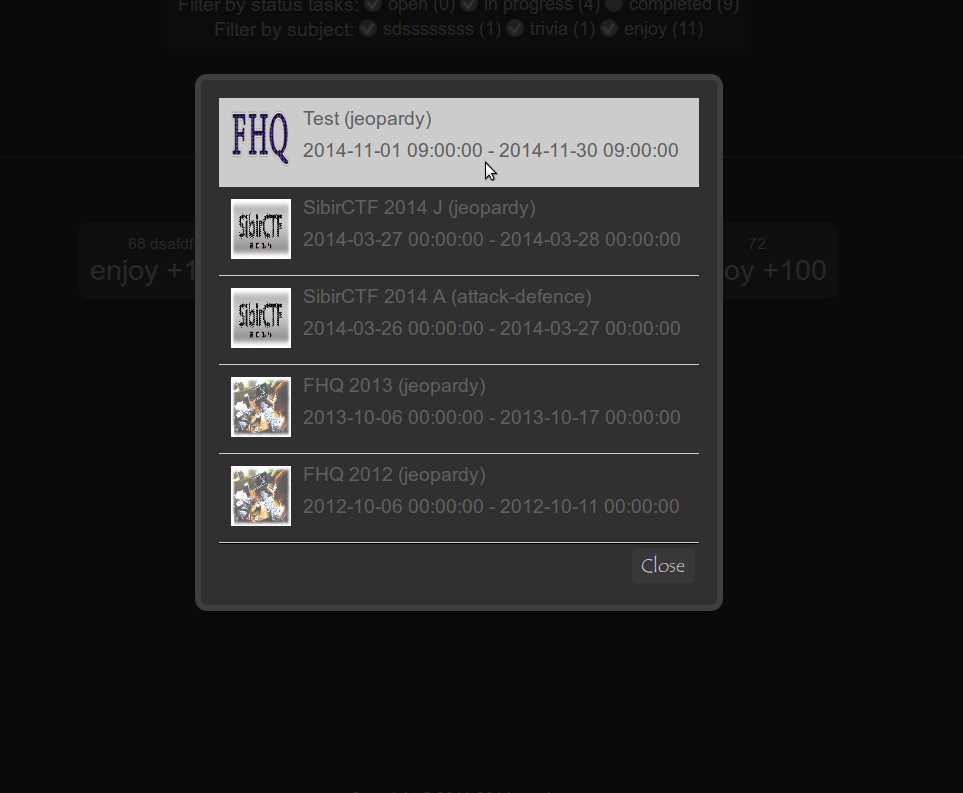 Filter by status tasks: open (0) in progress (4) completed (9)
Filter by subject: sdssssssss (1) trivia (1) enjoy (11)
FHQ
Test (jeopardy)
2014-11-01 09:00:00 - 2014-11-30 09:00:00
SibirCTF
2014
SibirCTF 2014 J (jeopardy)
2014-03-27 00:00:00 - 2014-03-28 00:00:00
68 dsafdf
enjoy +1
72
oy +100
SibirCTF
2014
SibirCTF 2014 A (attack-defence)
2014-03-26 00:00:00 - 2014-03-27 00:00:00
FHQ 2013 (jeopardy)
2013-10-06 00:00:00 - 2013-10-17 00:00:00
FHQ 2012 (jeopardy)
2012-10-06 00:00:00 - 2012-10-11 00:00:00
Close